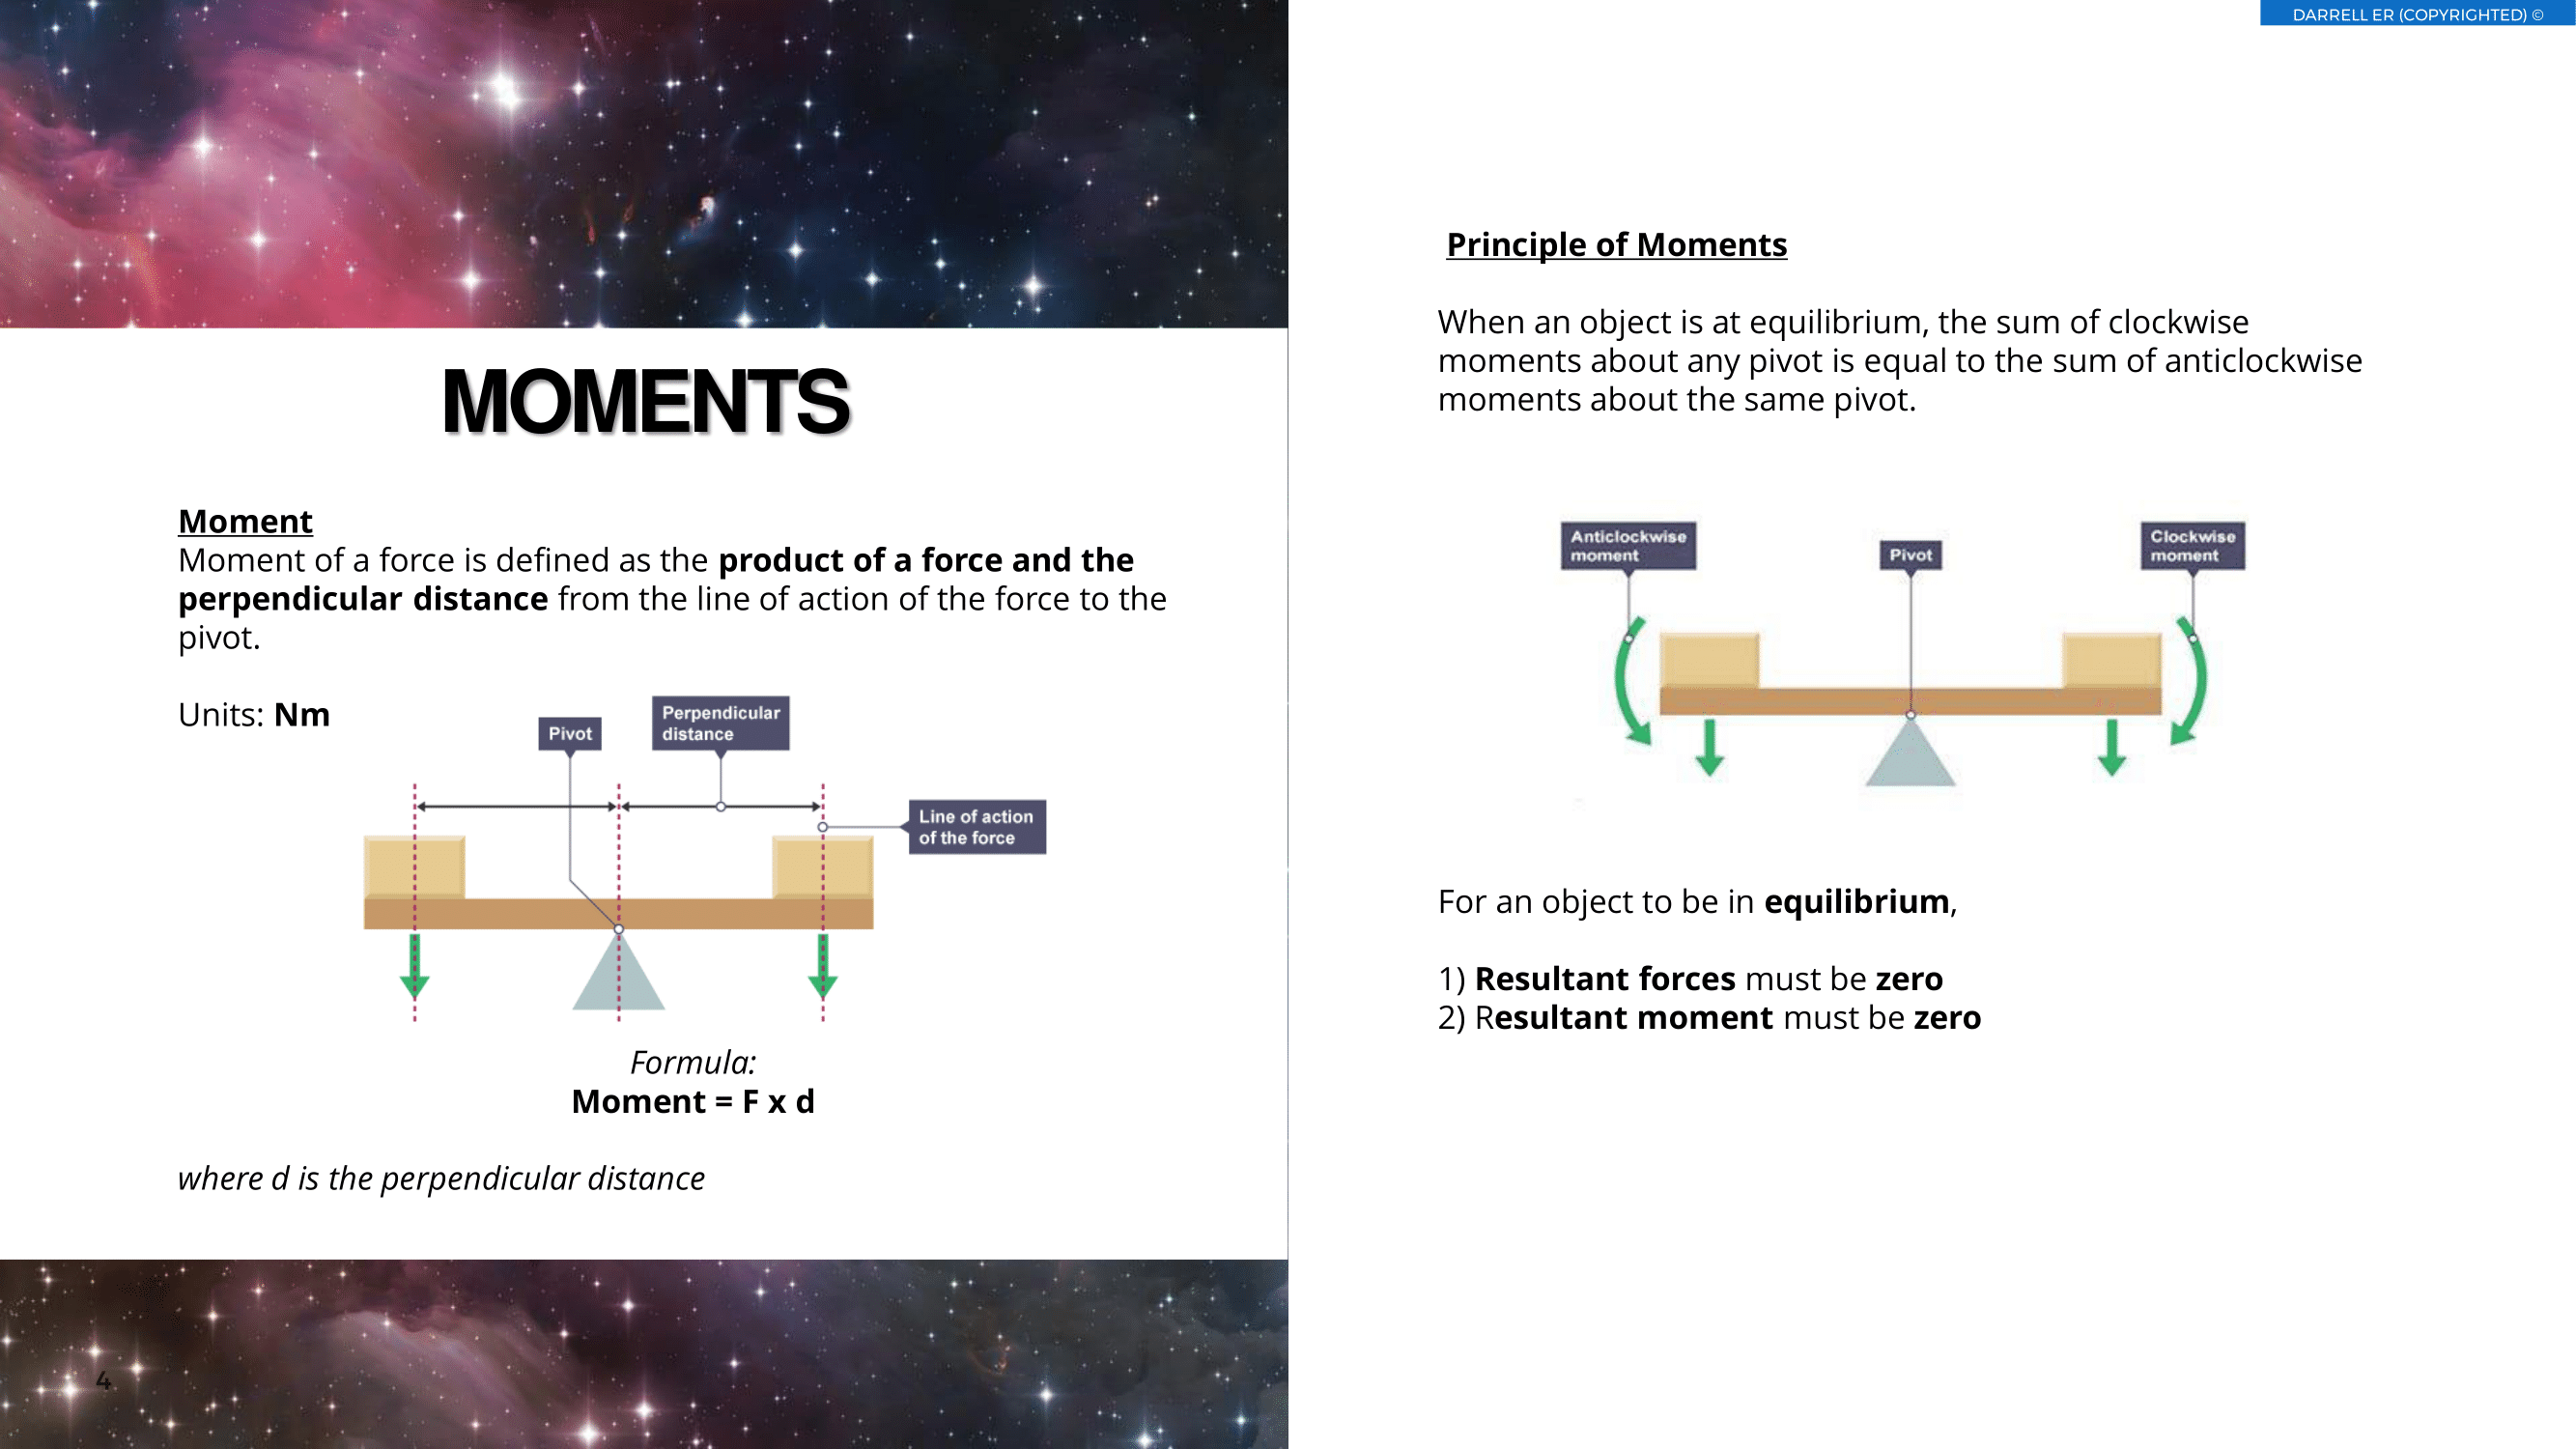 DARRELL ER (COPYRIGHTED) ©
MOMENTS
Moment
Moment of a force is defined as the product of a force and the
perpendicular distance from the line of action of the force to the
pivot.
Units: Nm
Pivot
Perpendicular
distance
Line of action
of the force
Formula:
Moment = F x d
where d is the perpendicular distance
4
Principle of Moments
When an object is at equilibrium, the sum of clockwise
moments about any pivot is equal to the sum of anticlockwise
moments about the same pivot.
Anticlockwise
moment
Pivot
Clockwise
moment
For an object to be in equilibrium,
1) Resultant forces must be zero
2) Resultant moment must be zero